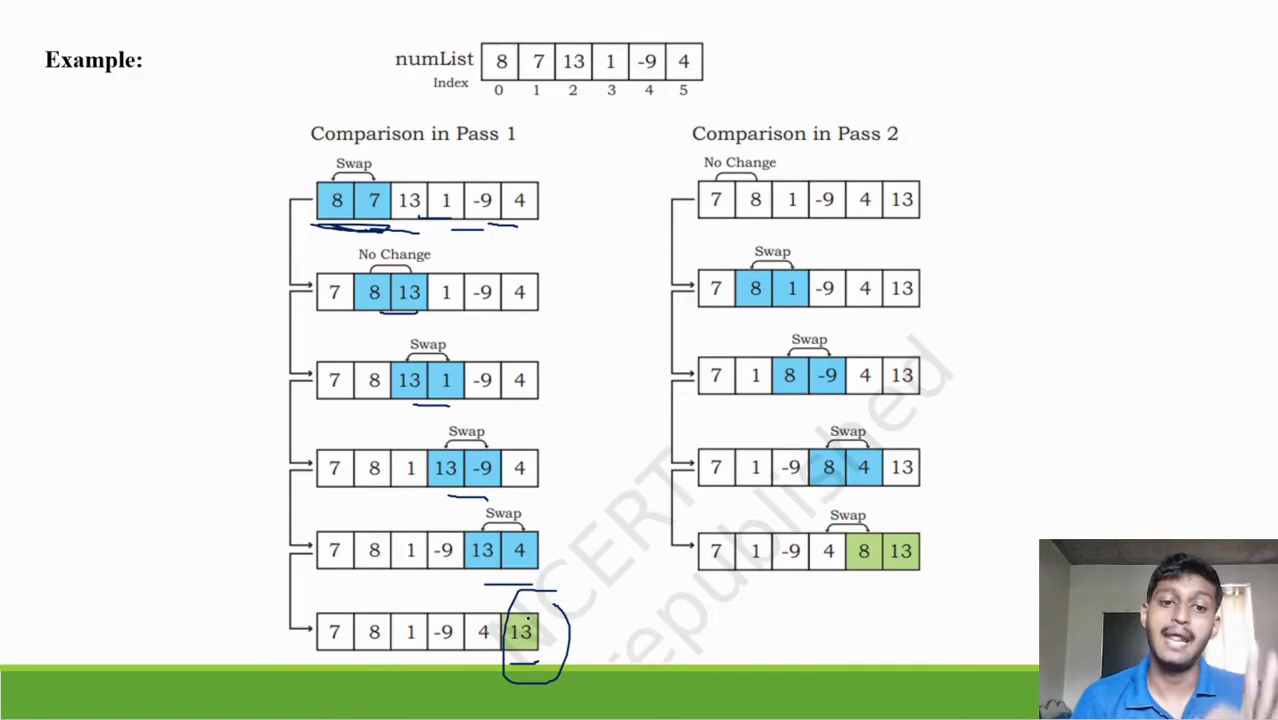 Example:
numList 8 7 13 1 -9 4
Index 0 1 2 3 4 5
Comparison in Pass 1
Swap
8 7 13 1 -9 4
No Change
7 8 13 1 -9 4
Swap
7 8 13 1 -9 4
Swap
7 8 1 13 -9 4
Swap
7 8 1 -9 13 4
7 8 1 -9 4 13
Comparison in Pass 2
No Change
7 8 1 -9 4 13
Swap
7 8 1 -9 4 13
Swap
7 1 8 -9 4 13
Swap
7 1 -9 8 4 13
Swap
7 1 -9 4 8 13
NCERT
republished